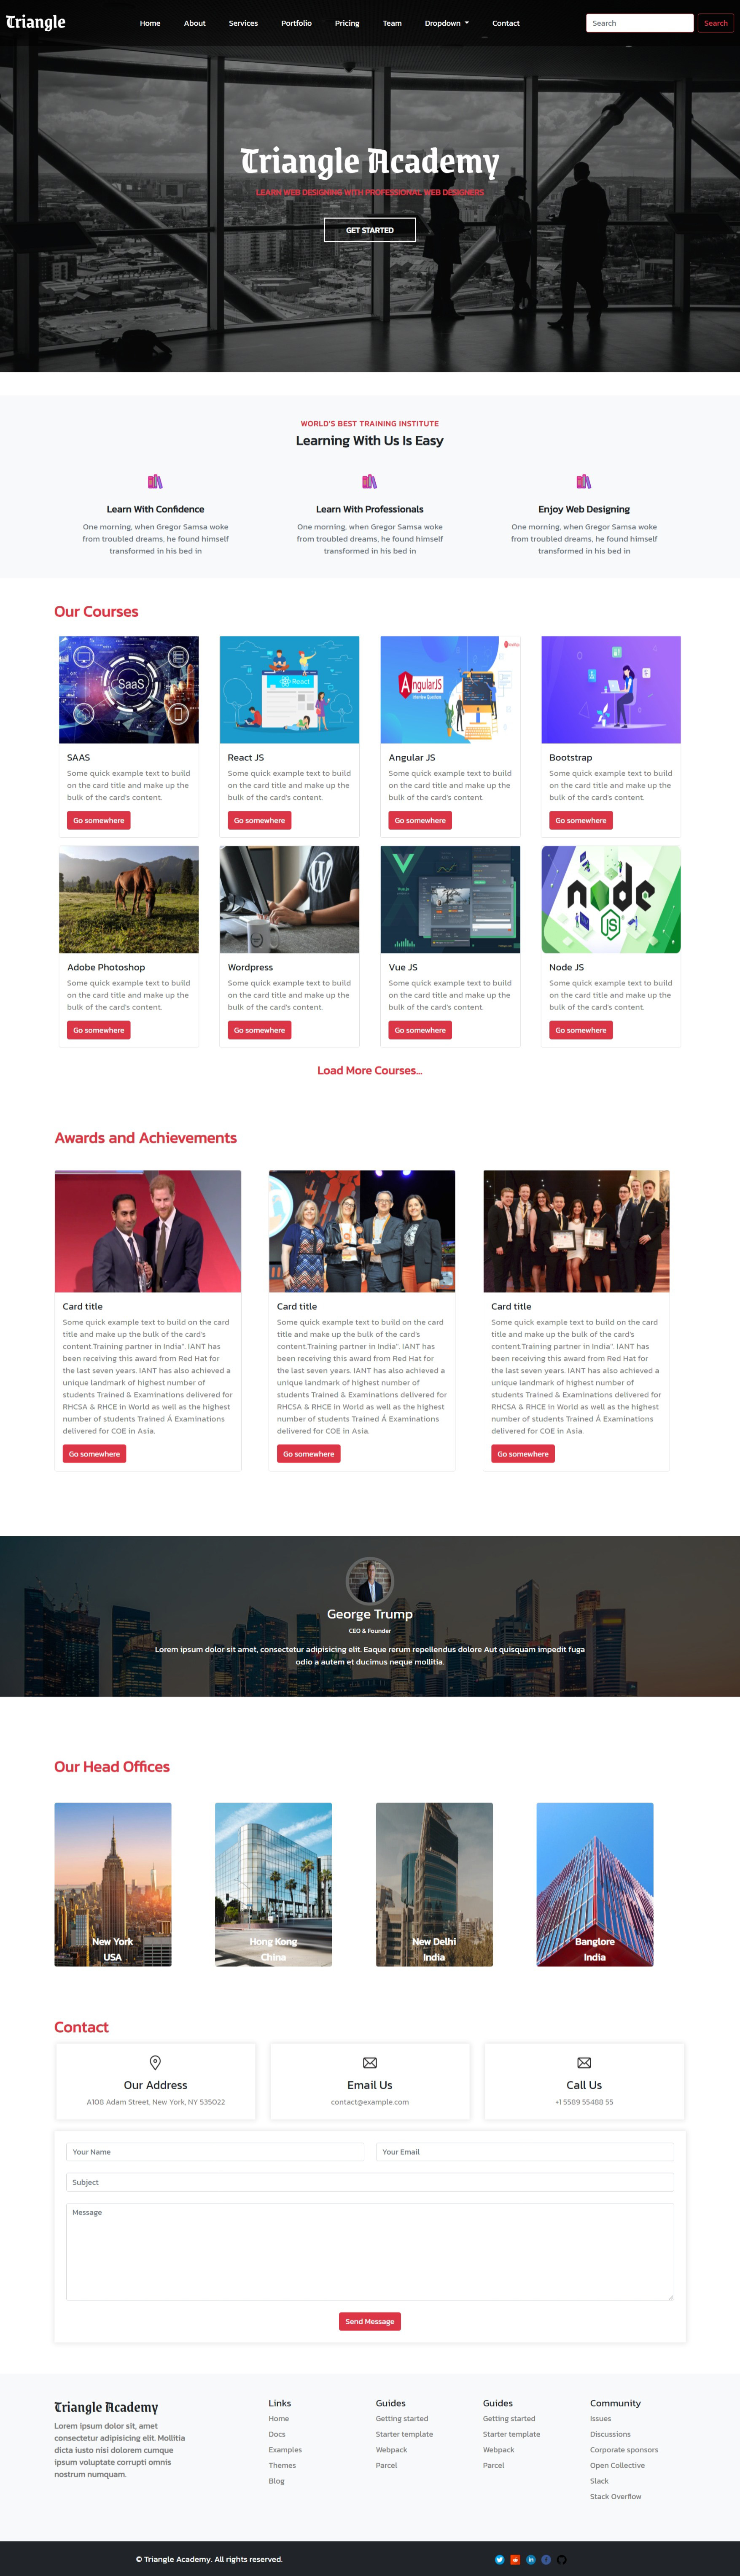 Triangle
Home About Services Portfolio Pricing Team Dropdown Contact Search Search
Triangle Academy
LEARN WEB DESIGNING WITH PROFESSIONAL WEB DESIGNERS
GET STARTED
WORLD'S BEST TRAINING INSTITUTE
Learning With Us Is Easy
Learn With Confidence
One morning, when Gregor Samsa woke
from troubled dreams, he found himself
transformed in his bed in
Learn With Professionals
One morning, when Gregor Samsa woke
from troubled dreams, he found himself
transformed in his bed in
Enjoy Web Designing
One morning, when Gregor Samsa woke
from troubled dreams, he found himself
transformed in his bed in
Our Courses
SaaS
SAAS
Some quick example text to build
on the card title and make up the
bulk of the card's content.
Go somewhere
React
React JS
Some quick example text to build
on the card title and make up the
bulk of the card's content.
Go somewhere
AngularJS
Interview Questions
Angular JS
Some quick example text to build
on the card title and make up the
bulk of the card's content.
Go somewhere
Bootstrap
Some quick example text to build
on the card title and make up the
bulk of the card's content.
Go somewhere
Adobe Photoshop
Some quick example text to build
on the card title and make up the
bulk of the card's content.
Go somewhere
Wordpress
Some quick example text to build
on the card title and make up the
bulk of the card's content.
Go somewhere
Vue.js
Vue JS
Some quick example text to build
on the card title and make up the
bulk of the card's content.
Go somewhere
node
JS
Node JS
Some quick example text to build
on the card title and make up the
bulk of the card's content.
Go somewhere
Load More Courses...
Awards and Achievements
Card title
Some quick example text to build on the card
title and make up the bulk of the card's
content.Training partner in India". IANT has
been receiving this award from Red Hat for
the last seven years. IANT has also achieved a
unique landmark of highest number of
students Trained & Examinations delivered for
RHCSA & RHCE in World as well as the highest
number of students Trained Á Examinations
delivered for COE in Asia.
Go somewhere
Card title
Some quick example text to build on the card
title and make up the bulk of the card's
content.Training partner in India". IANT has
been receiving this award from Red Hat for
the last seven years. IANT has also achieved a
unique landmark of highest number of
students Trained & Examinations delivered for
RHCSA & RHCE in World as well as the highest
number of students Trained Á Examinations
delivered for COE in Asia.
Go somewhere
Card title
Some quick example text to build on the card
title and make up the bulk of the card's
content.Training partner in India". IANT has
been receiving this award from Red Hat for
the last seven years. IANT has also achieved a
unique landmark of highest number of
students Trained & Examinations delivered for
RHCSA & RHCE in World as well as the highest
number of students Trained Á Examinations
delivered for COE in Asia.
Go somewhere
George Trump
CEO & Founder
Lorem ipsum dolor sit amet, consectetur adipisicing elit. Eaque rerum repellendus dolore Aut quisquam impedit fuga
odio a autem et ducimus neque mollitia.
Our Head Offices
New York
USA
Hong Kong
China
New Delhi
India
Banglore
India
Contact
Our Address
A108 Adam Street, New York, NY 535022
Email Us
contact@example.com
Call Us
+1 5589 55488 55
Your Name
Your Email
Subject
Message
Send Message
Triangle Academy
Lorem ipsum dolor sit, amet
consectetur adipisicing elit. Mollitia
dicta iusto nisi dolorem cumque
ipsum voluptate corrupti omnis
nostrum numquam.
Links
Home
Docs
Examples
Themes
Blog
Guides
Getting started
Starter template
Webpack
Parcel
Guides
Getting started
Starter template
Webpack
Parcel
Community
Issues
Discussions
Corporate sponsors
Open Collective
Slack
Stack Overflow
© Triangle Academy. All rights reserved.